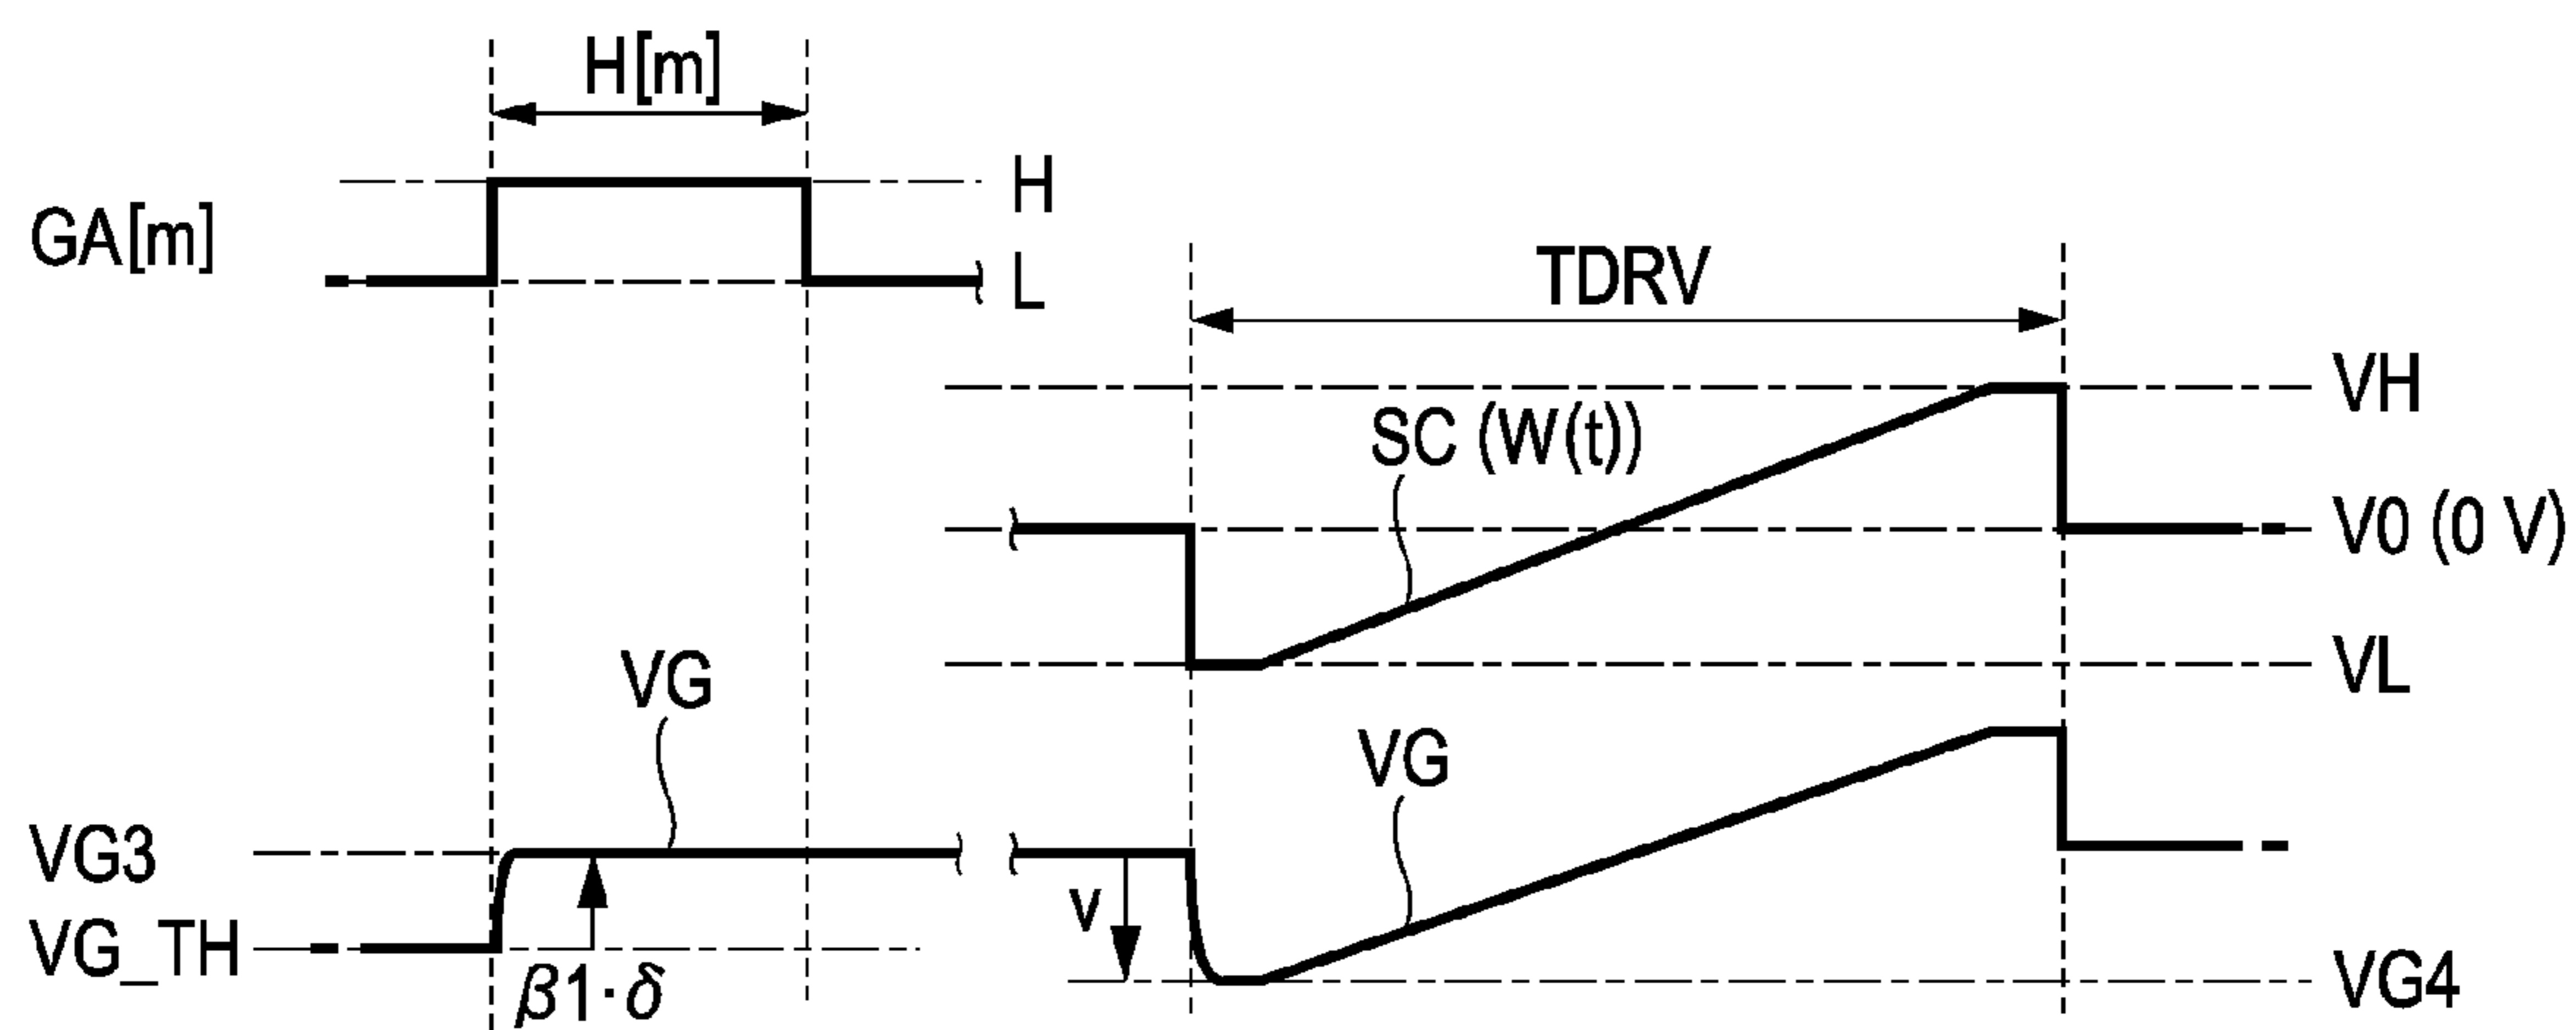 H[m]
GA[m]
H
L
TDRV
VH
SC (W(t))
V0 (0 V)
VL
VG
VG
VG3
v
VG_TH
β1·δ
VG4